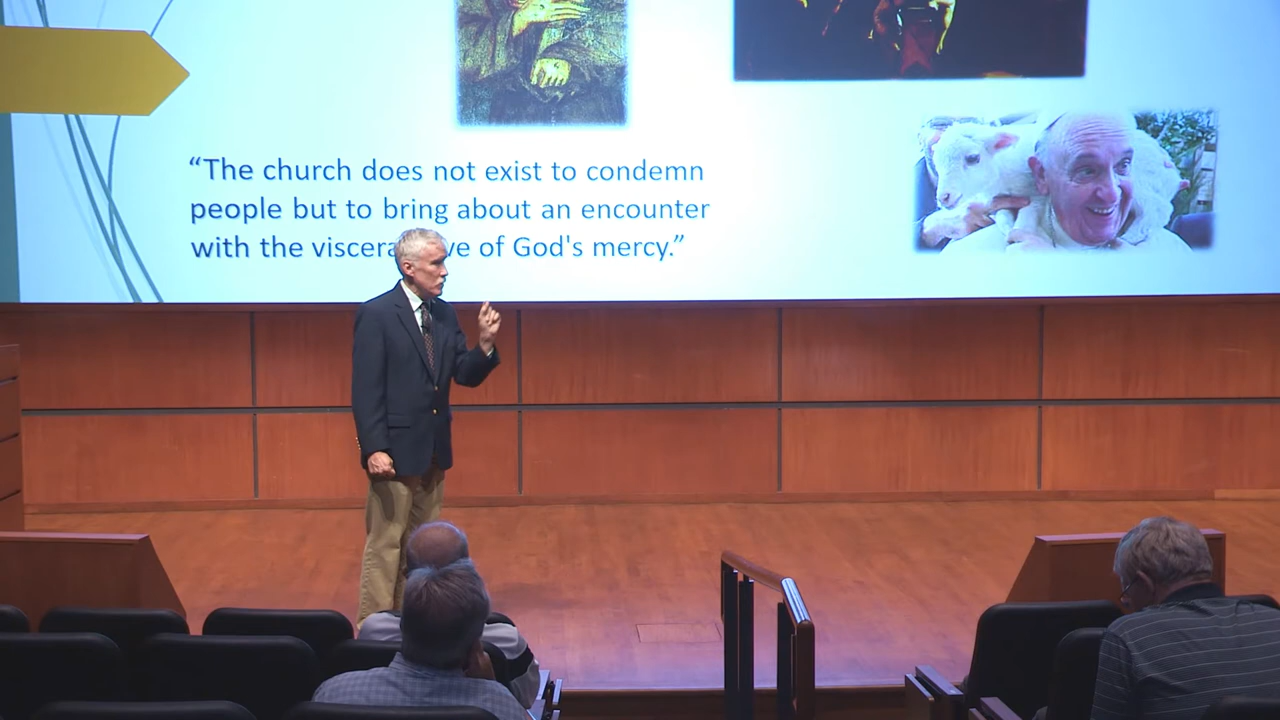 “The church does not exist to condemn
people but to bring about an encounter
with the of God's mercy.”